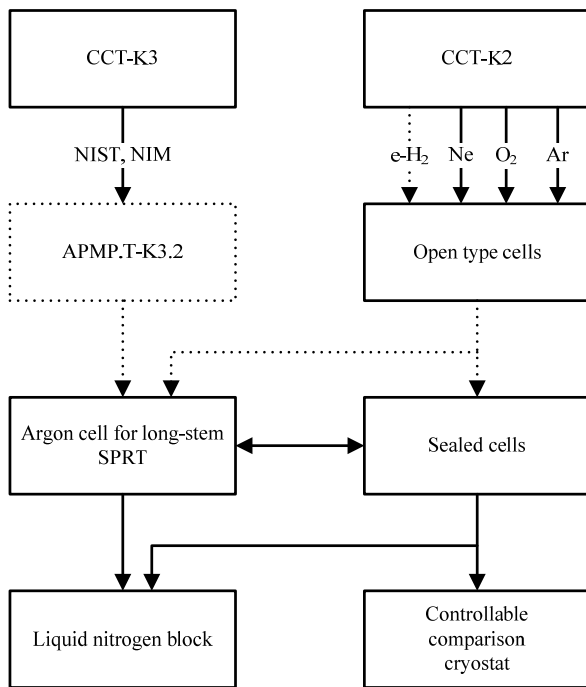 CCT-K3
CCT-K2
NIST, NIM
e-H₂ Ne O₂ Ar
APMP.T-K3.2
Open type cells
Argon cell for long-stem
SPRT
Sealed cells
Liquid nitrogen block
Controllable
comparison
cryostat